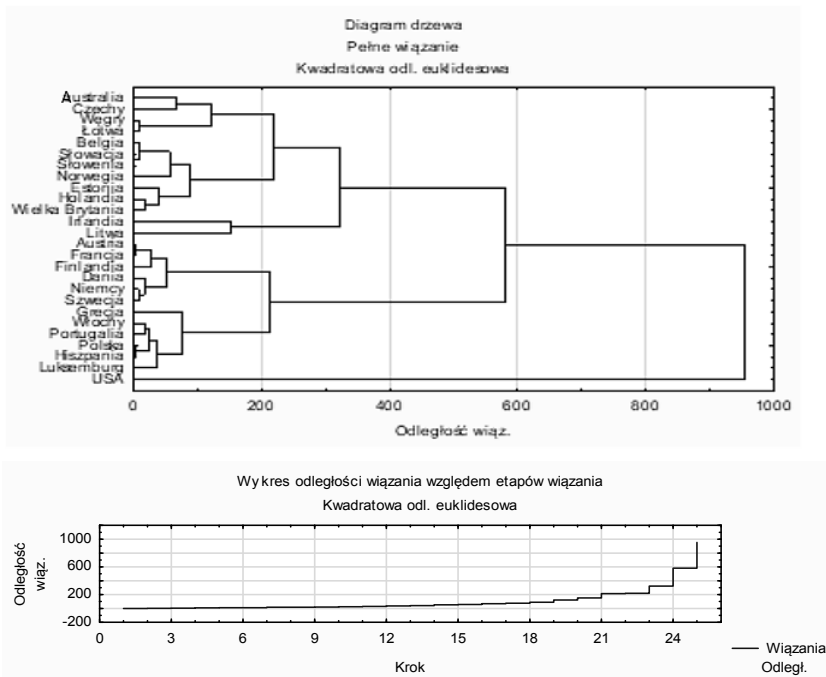 Diagram drzewa
Pełne wiązanie
Kwadratowa odl. euklidesowa
Australia
Czechy
Węgry
Łotwa
Belgia
Słowacja
Słowenia
Norwegia
Estonia
Holandia
Wielka Brytania
Irlandia
Litwa
Austria
Francja
Finlandia
Dania
Niemcy
Szwecja
Grecja
Włochy
Portugalia
Polska
Hiszpania
Luksemburg
USA
0 200 400 600 800 1000
Odległość wiąz.
Wykres odległości wiązania względem etapów wiązania
Kwadratowa odl. euklidesowa
Odległość
wiąz.
1000
600
200
-200
0 3 6 9 12 15 18 21 24
Krok
Wiązania
Odległ.